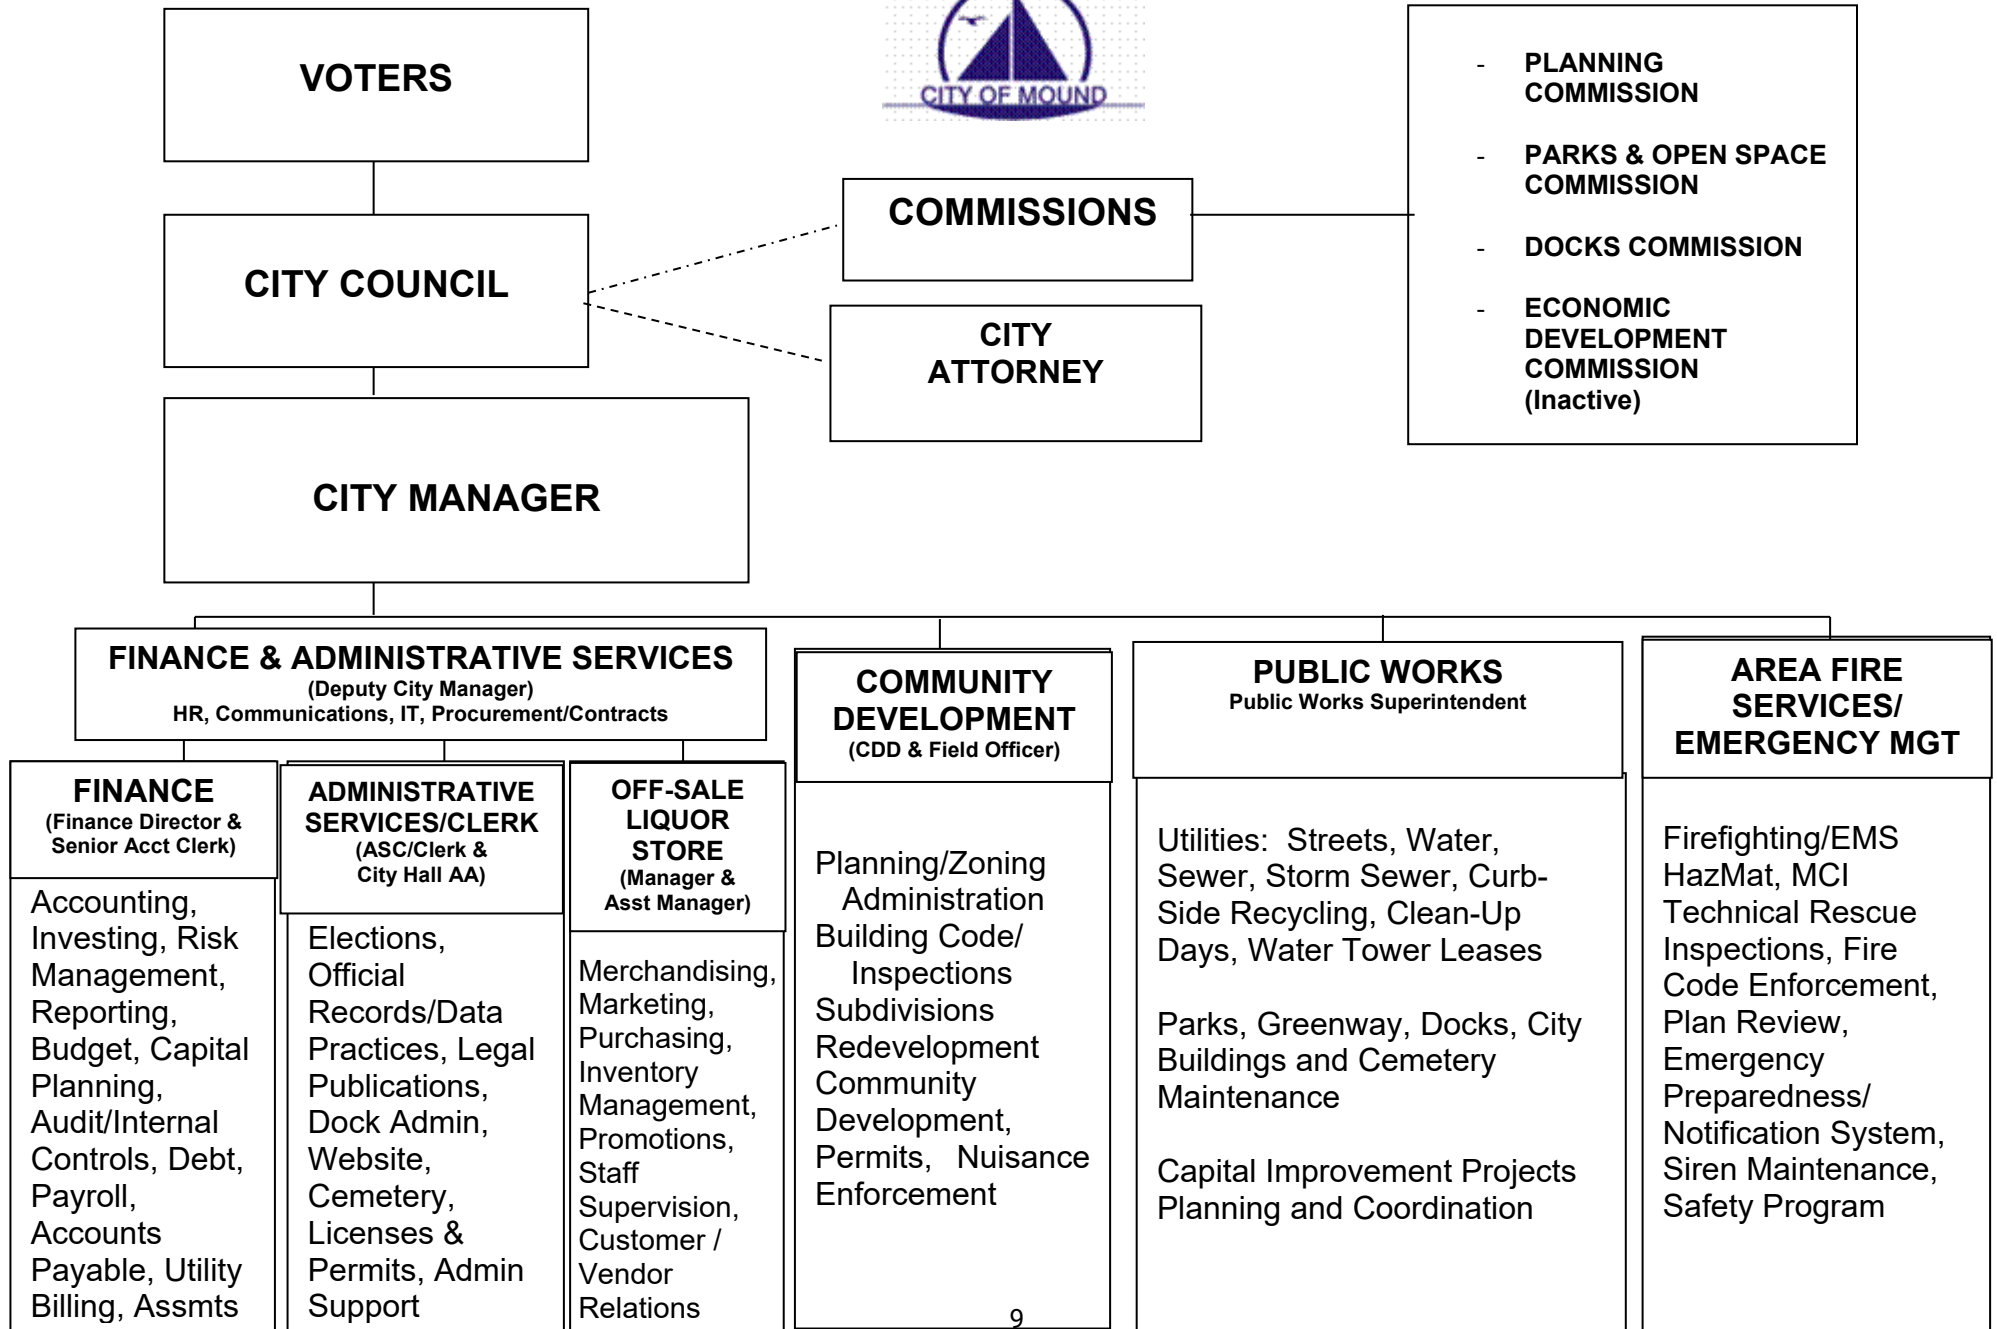 VOTERS
CITY OF MOUND
- PLANNING
COMMISSION
- PARKS & OPEN SPACE
COMMISSION
- DOCKS COMMISSION
- ECONOMIC
DEVELOPMENT
COMMISSION
(Inactive)
COMMISSIONS
CITY COUNCIL
CITY
ATTORNEY
CITY MANAGER
FINANCE & ADMINISTRATIVE SERVICES
(Deputy City Manager)
HR, Communications, IT, Procurement/Contracts
FINANCE
(Finance Director &
Senior Acct Clerk)
Accounting,
Investing, Risk
Management,
Reporting,
Budget, Capital
Planning,
Audit/Internal
Controls, Debt,
Payroll,
Accounts
Payable, Utility
Billing, Assmts
ADMINISTRATIVE
SERVICES/CLERK
(ASC/Clerk &
City Hall AA)
Elections,
Official
Records/Data
Practices, Legal
Publications,
Dock Admin,
Website,
Cemetery,
Licenses &
Permits, Admin
Support
OFF-SALE
LIQUOR
STORE
(Manager &
Asst Manager)
Merchandising,
Marketing,
Purchasing,
Inventory
Management,
Promotions,
Staff
Supervision,
Customer /
Vendor
Relations
COMMUNITY
DEVELOPMENT
(CDD & Field Officer)
Planning/Zoning
Administration
Building Code/
Inspections
Subdivisions
Redevelopment
Community
Development,
Permits, Nuisance
Enforcement
PUBLIC WORKS
Public Works Superintendent
Utilities: Streets, Water,
Sewer, Storm Sewer, Curb-
Side Recycling, Clean-Up
Days, Water Tower Leases
Parks, Greenway, Docks, City
Buildings and Cemetery
Maintenance
Capital Improvement Projects
Planning and Coordination
AREA FIRE
SERVICES/
EMERGENCY MGT
Firefighting/EMS
HazMat, MCI
Technical Rescue
Inspections, Fire
Code Enforcement,
Plan Review,
Emergency
Preparedness/
Notification System,
Siren Maintenance,
Safety Program
9